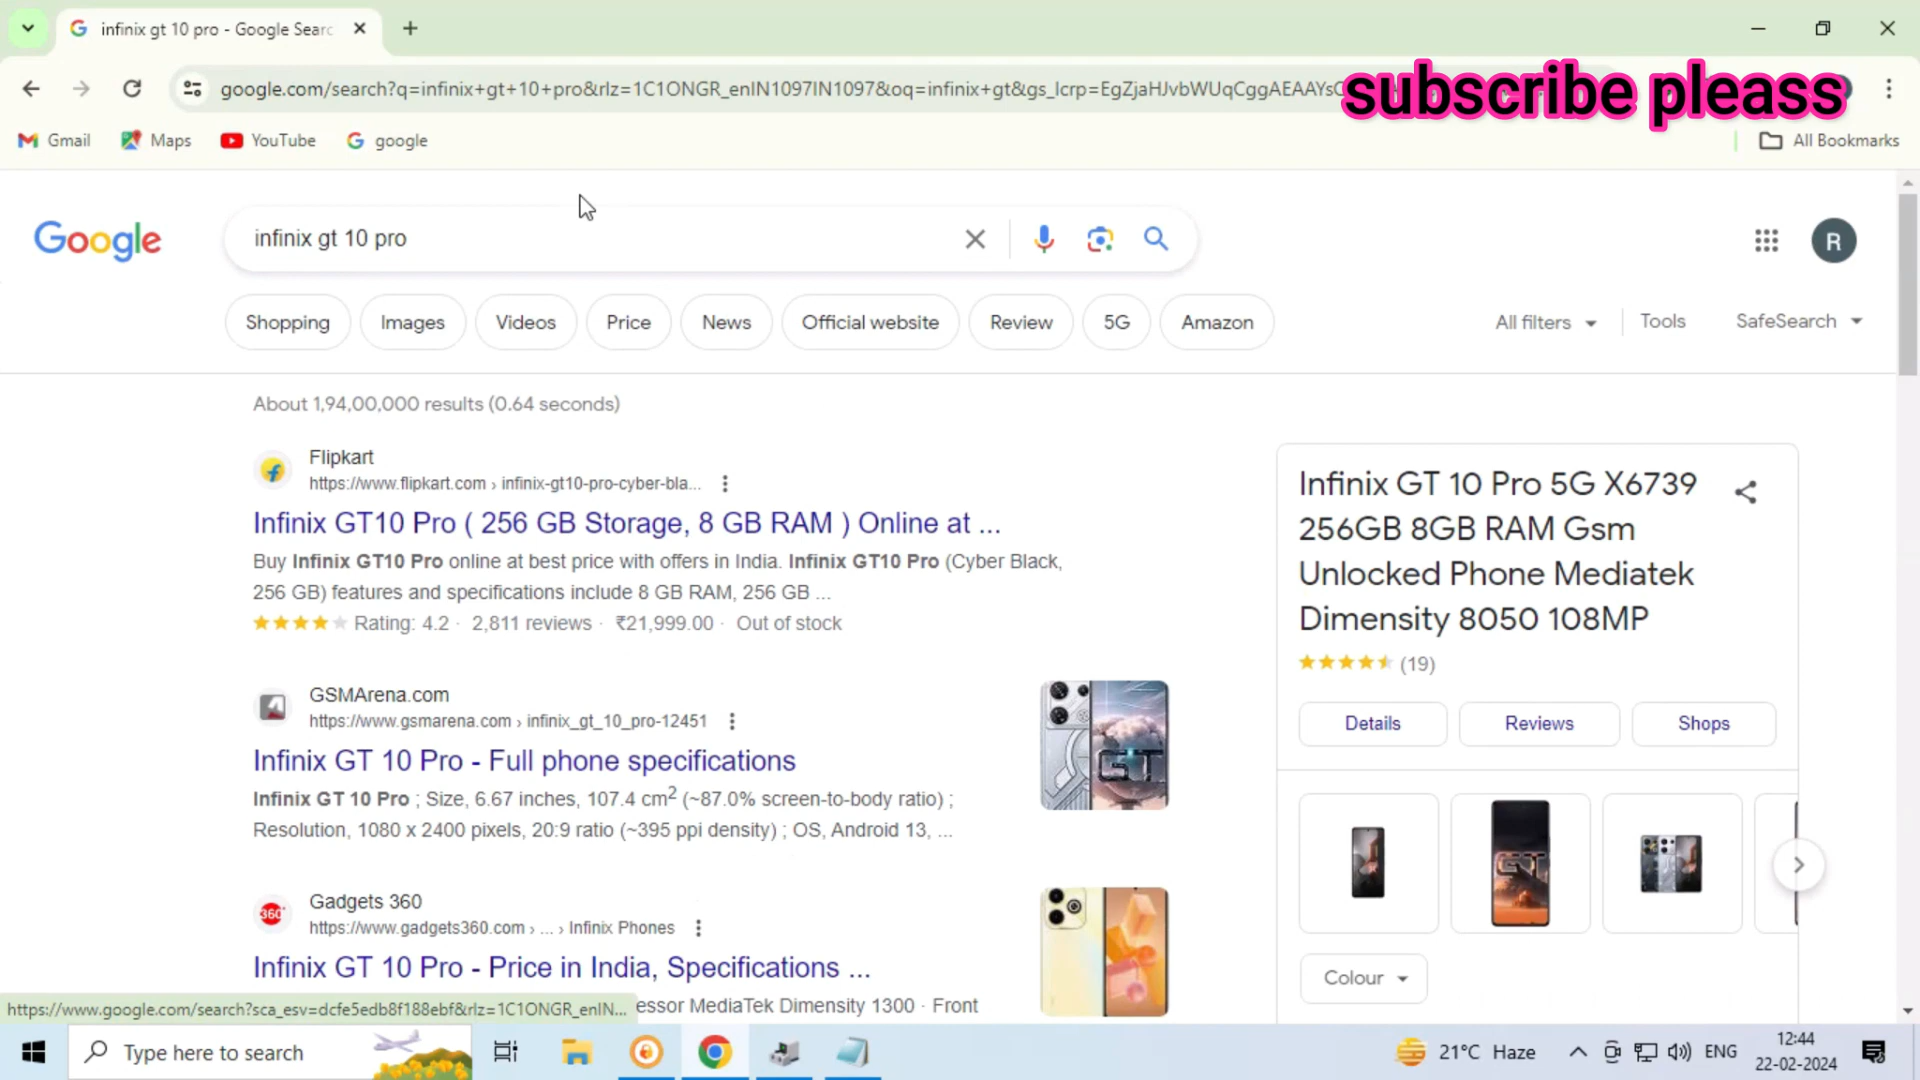 infinix gt 10 pro - Google Searc
google.com/search?q=infinix+gt+10+pro&rlz=1C1ONGR_enIN1097IN1097&oq=infinix+gt&gs_lcrp=EgZjaHJvbWUqCggAEAAYsC
subscribe pleass
Gmail
Maps
YouTube
google
All Bookmarks
Google
infinix gt 10 pro
R
Shopping
Images
Videos
Price
News
Official website
Review
5G
Amazon
All filters
Tools
SafeSearch
About 1,94,00,000 results (0.64 seconds)
Flipkart
https://www.flipkart.com › infinix-gt10-pro-cyber-bla...
Infinix GT10 Pro ( 256 GB Storage, 8 GB RAM ) Online at ...
Buy Infinix GT10 Pro online at best price with offers in India. Infinix GT10 Pro (Cyber Black,
256 GB) features and specifications include 8 GB RAM, 256 GB ...
Rating: 4.2 · 2,811 reviews · ₹21,999.00 · Out of stock
GSMArena.com
https://www.gsmarena.com › infinix_gt_10_pro-12451
Infinix GT 10 Pro - Full phone specifications
Infinix GT 10 Pro ; Size, 6.67 inches, 107.4 cm2 (~87.0% screen-to-body ratio) ;
Resolution, 1080 x 2400 pixels, 20:9 ratio (~395 ppi density) ; OS, Android 13, ...
GT
Gadgets 360
360
https://www.gadgets360.com › ... › Infinix Phones
Infinix GT 10 Pro - Price in India, Specifications ...
essor MediaTek Dimensity 1300 · Front
Infinix GT 10 Pro 5G X6739
256GB 8GB RAM Gsm
Unlocked Phone Mediatek
Dimensity 8050 108MP
(19)
Details
Reviews
Shops
GT
Colour
https://www.google.com/search?sca_esv=dcfe5edb8f188ebf&rlz=1C1ONGR_enIN...
Type here to search
21°C Haze
ENG
12:44
22-02-2024